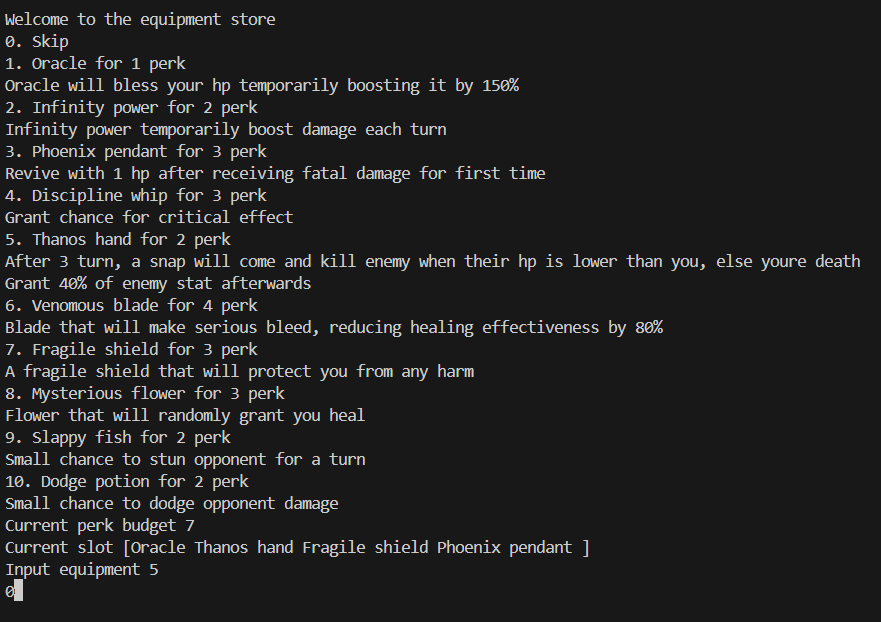 Welcome to the equipment store
0. Skip
1. Oracle for 1 perk
Oracle will bless your hp temporarily boosting it by 150%
2. Infinity power for 2 perk
Infinity power temporarily boost damage each turn
3. Phoenix pendant for 3 perk
Revive with 1 hp after receiving fatal damage for first time
4. Discipline whip for 3 perk
Grant chance for critical effect
5. Thanos hand for 2 perk
After 3 turn, a snap will come and kill enemy when their hp is lower than you, else youre death
Grant 40% of enemy stat afterwards
6. Venomous blade for 4 perk
Blade that will make serious bleed, reducing healing effectiveness by 80%
7. Fragile shield for 3 perk
A fragile shield that will protect you from any harm
8. Mysterious flower for 3 perk
Flower that will randomly grant you heal
9. Slappy fish for 2 perk
Small chance to stun opponent for a turn
10. Dodge potion for 2 perk
Small chance to dodge opponent damage
Current perk budget 7
Current slot [Oracle Thanos hand Fragile shield Phoenix pendant ]
Input equipment 5
0